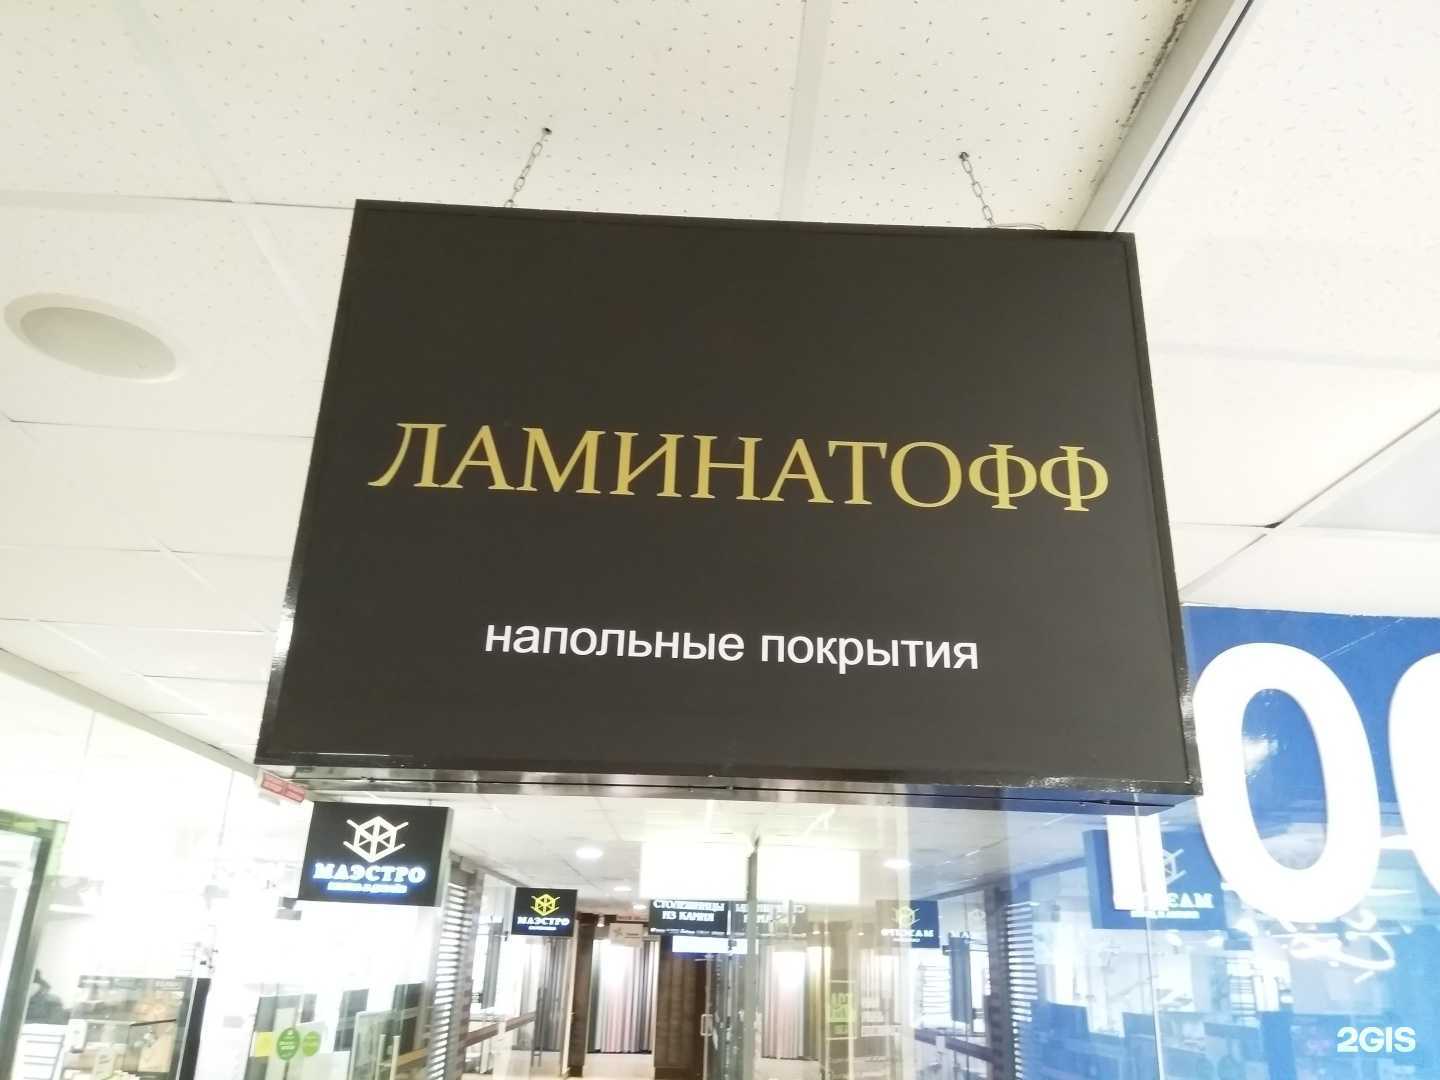 ЛАМИНАТОФФ
напольные покрытия
МАЭСТРО
МАЭСТРО
СТОЛЕШНИЦЫ
ИЗ КАМНЯ
2GIS